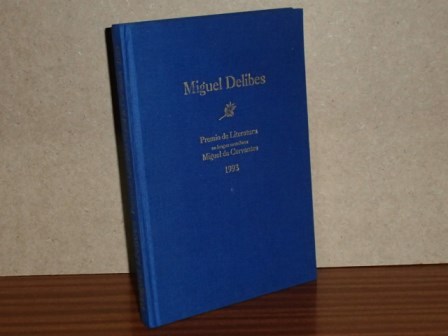 Miguel Delibes
Premio de Literatura
en lengua castellana
Miguel de Cervantes
1993